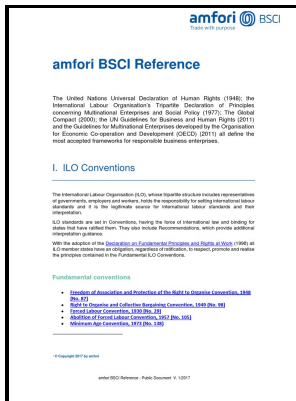 amfori BSCI
Trade with purpose
amfori BSCI Reference
The United Nations Universal Declaration of Human Rights (1948); the
International Labour Organisation's Tripartite Declaration of Principles
concerning Multinational Enterprises and Social Policy (1977); The Global
Compact (2000); the UN Guidelines for Business and Human Rights (2011)
and the Guidelines for Multinational Enterprises developed by the Organisation
for Economic Co-operation and Development (OECD) (2011) all define the
most accepted frameworks for responsible business enterprises.
I. ILO Conventions
The International Labour Organisation (ILO), whose tripartite structure includes representatives
of governments, employers and workers, holds the responsibility for setting international labour
standards and it is the legitimate source for international labour standards and their
interpretation.
ILO standards are set in Conventions, having the force of international law and binding for
states that have ratified them. They also include Recommendations, which provide additional
interpretation guidance.
With the adoption of the Declaration on Fundamental Principles and Rights at Work (1998) all
ILO member states have an obligation, regardless of ratification, to respect, promote and realise
the principles contained in the Fundamental ILO Conventions.
Fundamental conventions
• Freedom of Association and Protection of the Right to Organise Convention, 1948
(No. 87)
• Right to Organise and Collective Bargaining Convention, 1949 (No. 98)
• Forced Labour Convention, 1930 (No. 29)
• Abolition of Forced Labour Convention, 1957 (No. 105)
• Minimum Age Convention, 1973 (No. 138)
© Copyright 2017 by amfori
amfori BSCI Reference - Public Document V. 1/2017